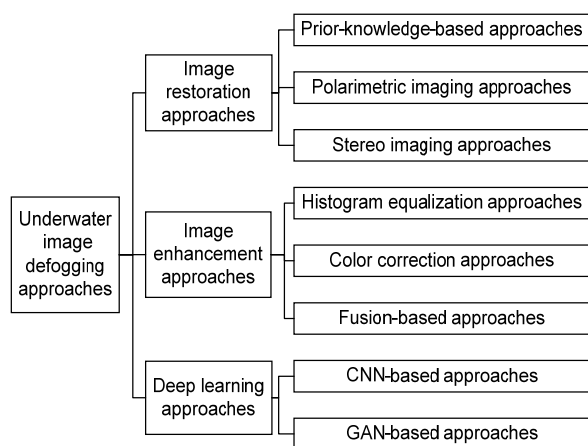 Underwater
image
defogging
approaches
Image
restoration
approaches
Prior-knowledge-based approaches
Polarimetric imaging approaches
Stereo imaging approaches
Image
enhancement
approaches
Histogram equalization approaches
Color correction approaches
Fusion-based approaches
Deep learning
approaches
CNN-based approaches
GAN-based approaches